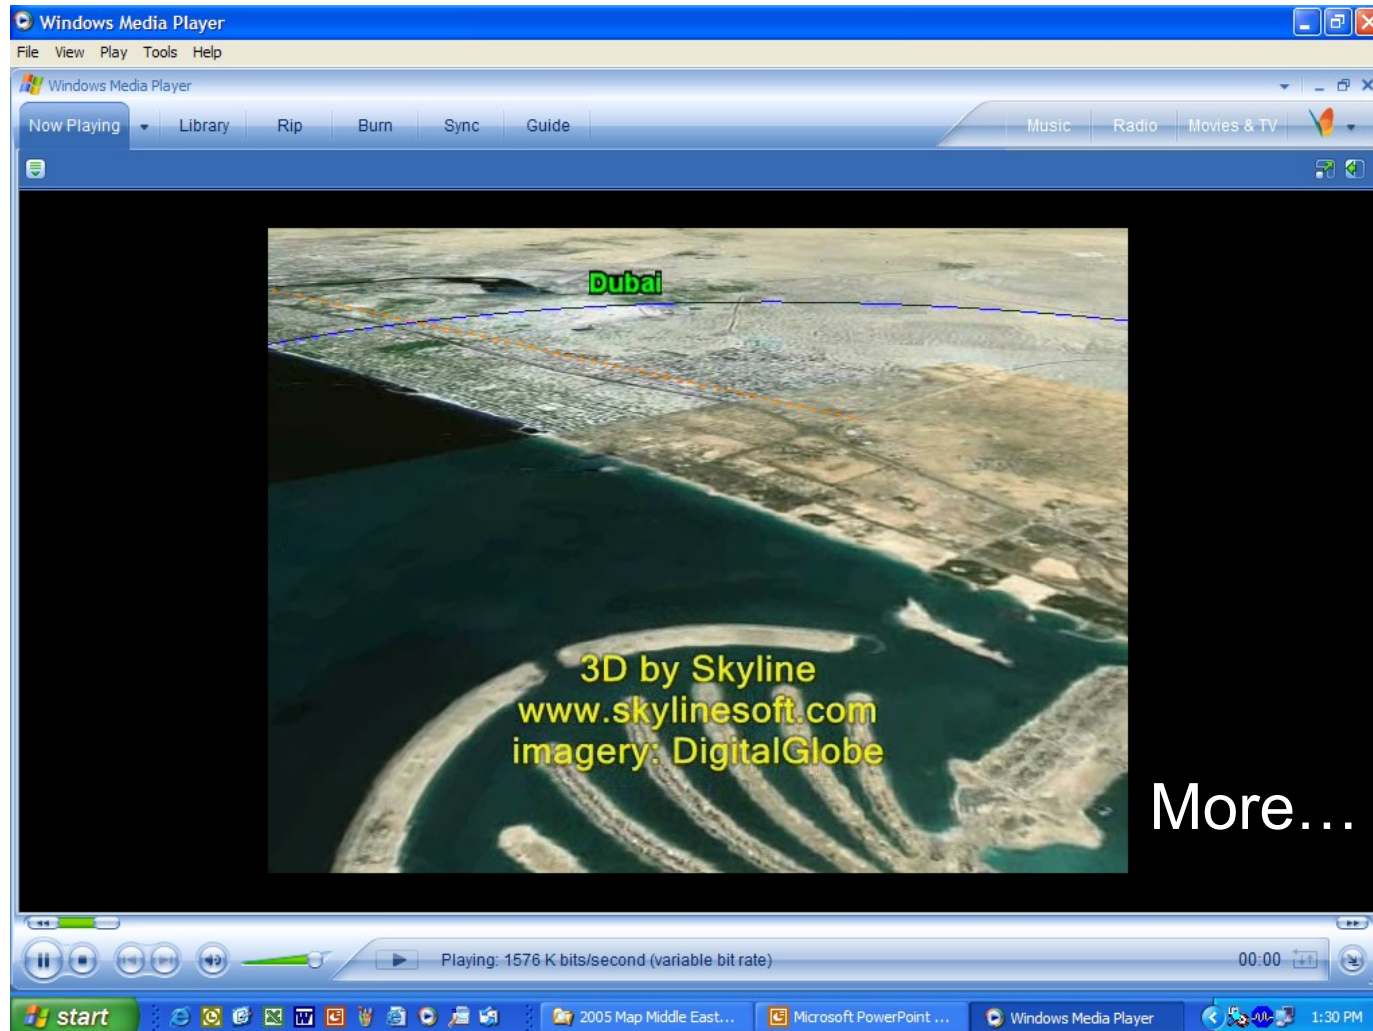 Windows Media Player
File View Play Tools Help
Windows Media Player
Now Playing Library Rip Burn Sync Guide Music Radio Movies & TV
Dubai
3D by Skyline
www.skylinesoft.com
imagery: DigitalGlobe
More…
Playing: 1576 K bits/second (variable bit rate) 00:00
start 2005 Map Middle East... Microsoft PowerPoint ... Windows Media Player 1:30 PM